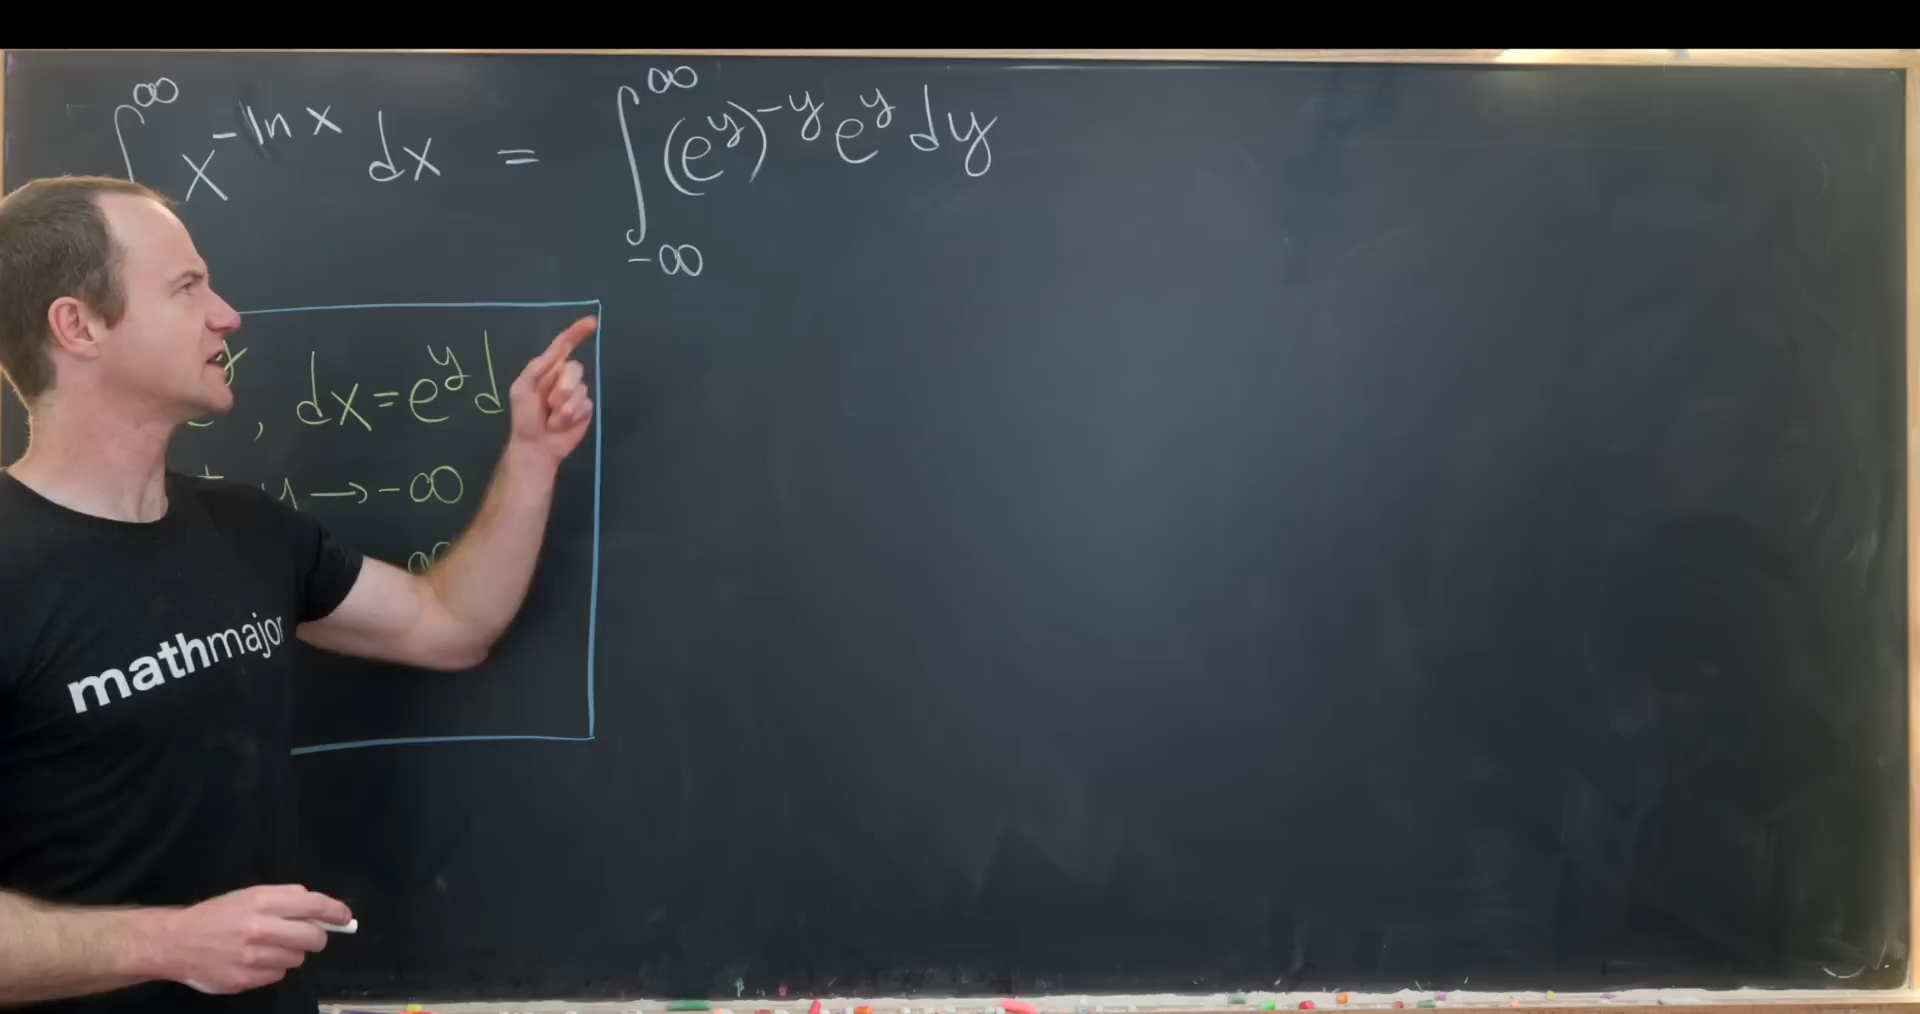 ∫^∞ x^{-ln x} dx = ∫_{-∞}^{∞} (e^y)^{-y} e^y dy
, dx = e^y d
y → -∞
∞
mathmajor